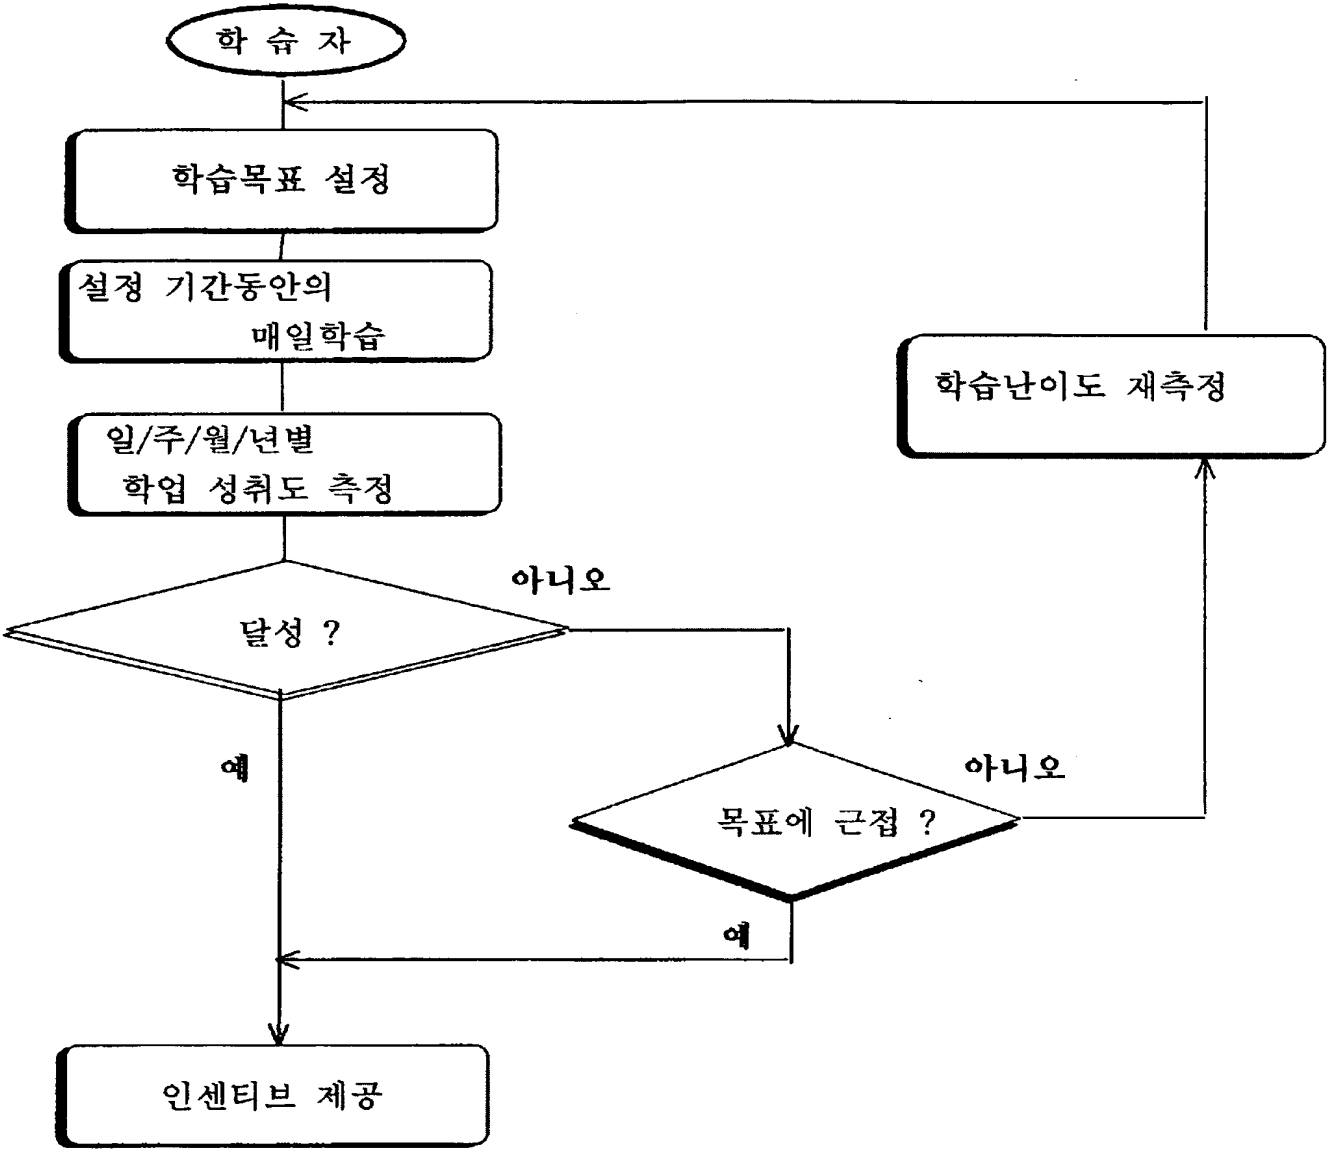 학 습 자
학습목표 설정
설정 기간동안의
매일학습
학습난이도 재측정
일/주/월/년별
학업 성취도 측정
아니오
달성 ?
예
아니오
목표에 근접 ?
예
인센티브 제공